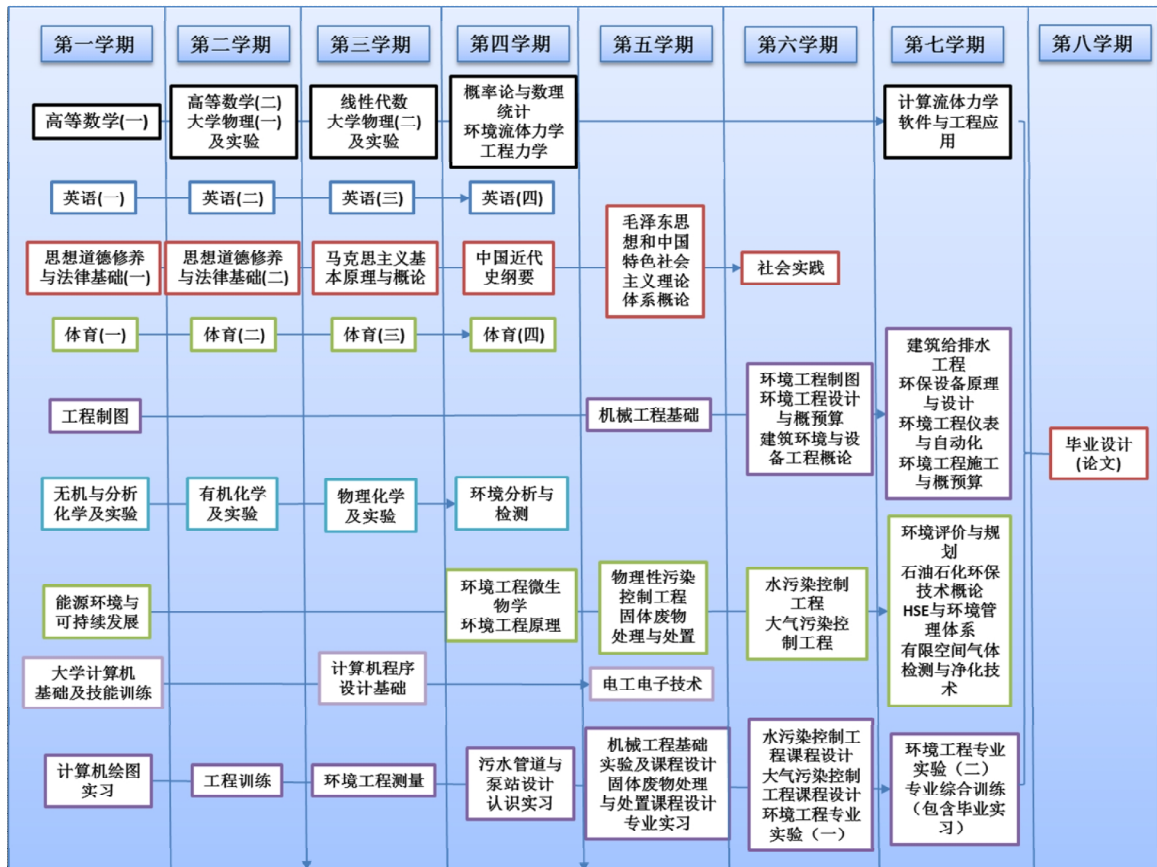 第一学期
第二学期
第三学期
第四学期
第五学期
第六学期
第七学期
第八学期
高等数学(一)
高等数学(二)
大学物理(一)
及实验
线性代数
大学物理(二)
及实验
概率论与数理
统计
环境流体力学
工程力学
计算流体力学
软件与工程应
用
英语(一)
英语(二)
英语(三)
英语(四)
思想道德修养
与法律基础(一)
思想道德修养
与法律基础(二)
马克思主义基
本原理与概论
中国近代
史纲要
毛泽东思
想和中国
特色社会
主义理论
体系概论
社会实践
体育(一)
体育(二)
体育(三)
体育(四)
工程制图
机械工程基础
环境工程制图
环境工程设计
与概预算
建筑环境与设
备工程概论
建筑给排水
工程
环保设备原理
与设计
环境工程仪表
与自动化
环境工程施工
与概预算
毕业设计
(论文)
无机与分析
化学及实验
有机化学
及实验
物理化学
及实验
环境分析与
检测
能源环境与
可持续发展
环境工程微生
物学
环境工程原理
物理性污染
控制工程
固体废物
处理与处置
水污染控制
工程
大气污染控
制工程
环境评价与规
划
石油石化环保
技术概论
HSE与环境管
理体系
有限空间气体
检测与净化技
术
大学计算机
基础及技能训练
计算机程序
设计基础
电工电子技术
计算机绘图
实习
工程训练
环境工程测量
污水管道与
泵站设计
认识实习
机械工程基础
实验及课程设计
固体废物处理
与处置课程设计
专业实习
水污染控制工
程课程设计
大气污染控制
工程课程设计
环境工程专业
实验（一）
环境工程专业
实验（二）
专业综合训练
（包含毕业实
习）